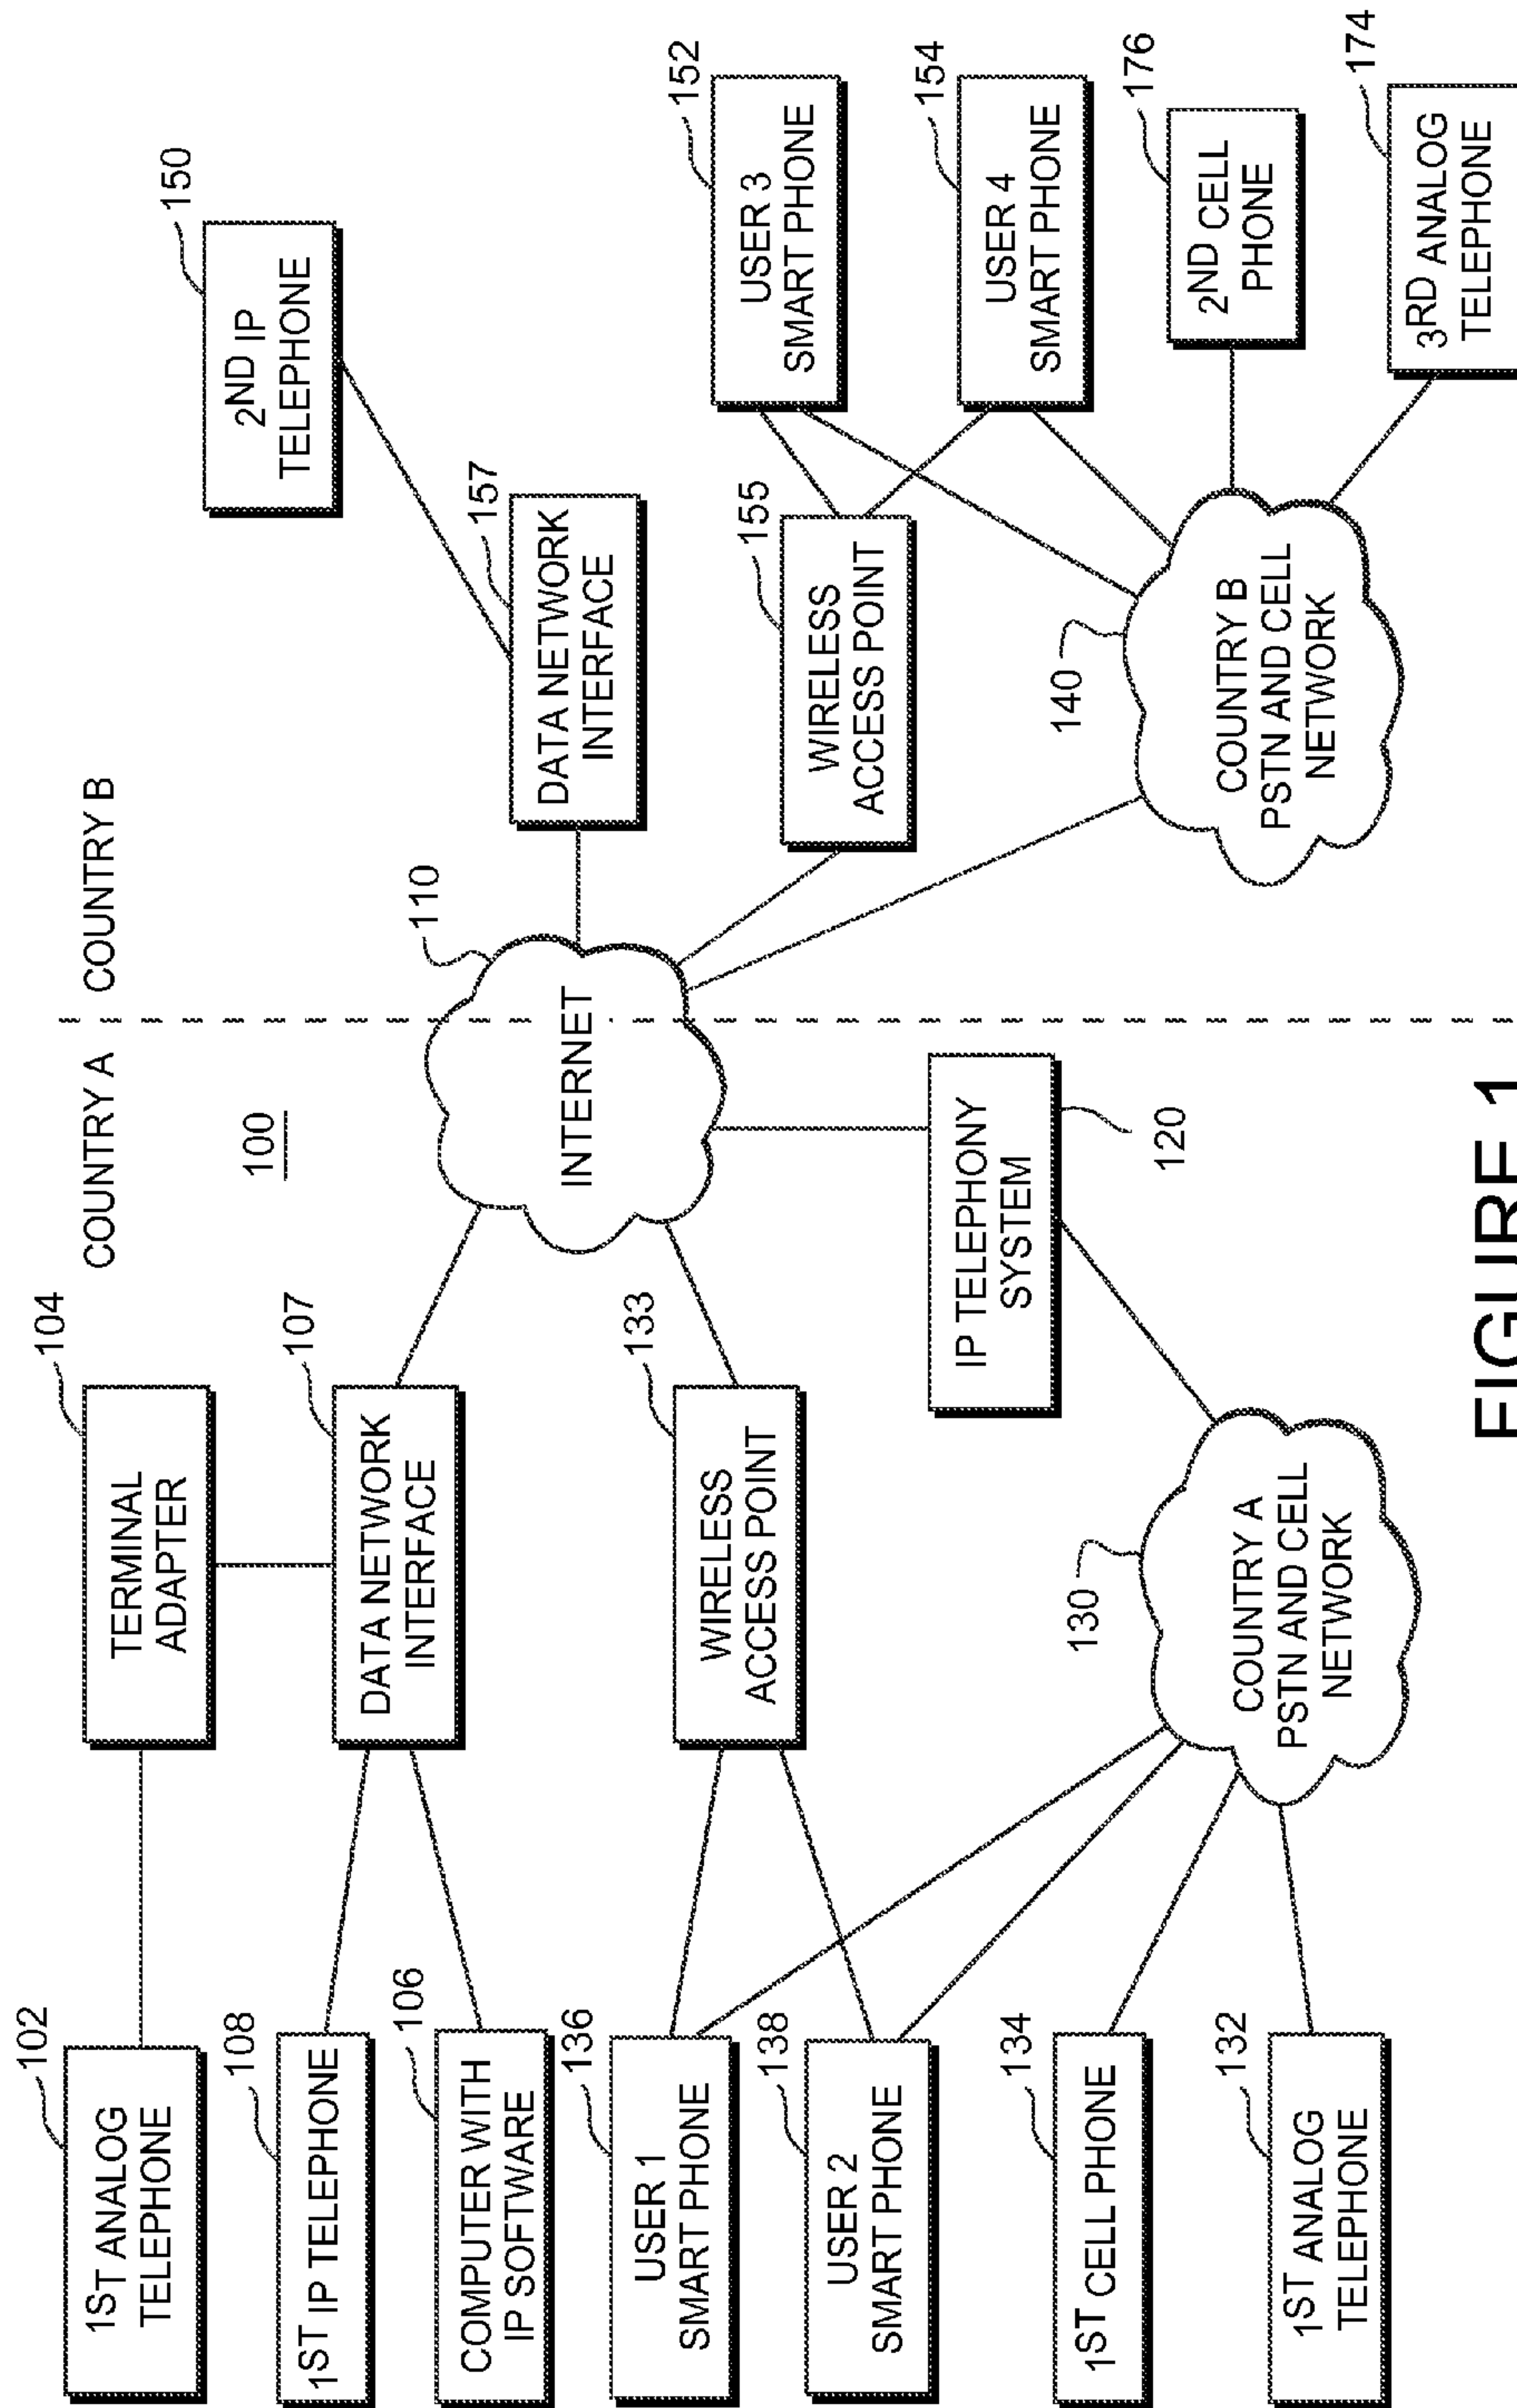 COUNTRY A
COUNTRY B
100
102
1ST ANALOG
TELEPHONE
104
TERMINAL
ADAPTER
108
1ST IP TELEPHONE
107
DATA NETWORK
INTERFACE
106
COMPUTER WITH
IP SOFTWARE
110
INTERNET
136
USER 1
SMART PHONE
133
WIRELESS
ACCESS POINT
138
USER 2
SMART PHONE
IP TELEPHONY
SYSTEM
120
134
1ST CELL PHONE
130
COUNTRY A
PSTN AND CELL
NETWORK
132
1ST ANALOG
TELEPHONE
150
2ND IP
TELEPHONE
157
DATA NETWORK
INTERFACE
155
WIRELESS
ACCESS POINT
152
USER 3
SMART PHONE
154
USER 4
SMART PHONE
140
COUNTRY B
PSTN AND CELL
NETWORK
176
2ND CELL
PHONE
174
3RD ANALOG
TELEPHONE
FIGURE 1